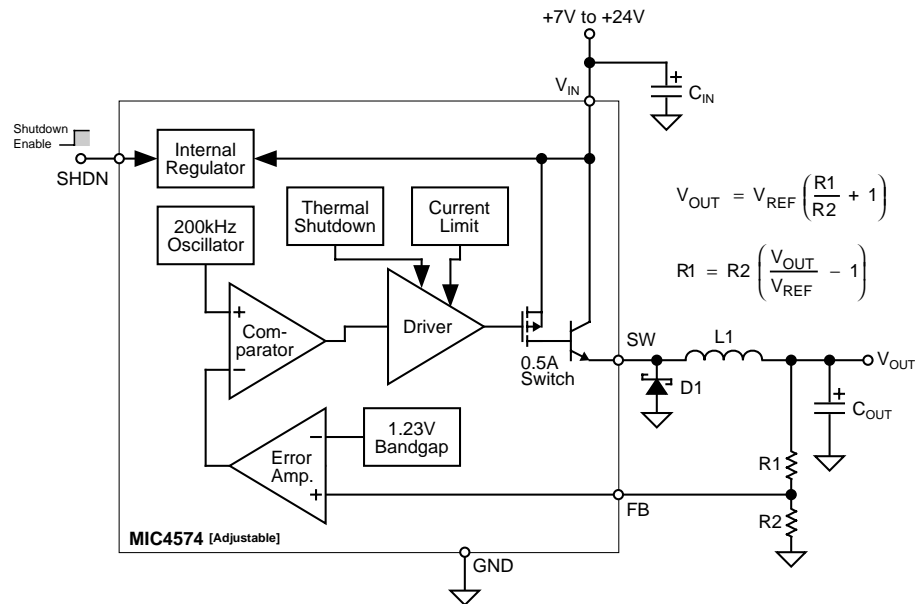 +7V to +24V
VIN
CIN
Shutdown
Enable
SHDN
Internal
Regulator
200kHz
Oscillator
Thermal
Shutdown
Current
Limit
VOUT = VREF (R1/R2 + 1)
R1 = R2 (VOUT/VREF − 1)
+
Com-
parator
−
Driver
0.5A
Switch
SW
L1
VOUT
D1
+
COUT
1.23V
Bandgap
−
Error
Amp.
+
R1
FB
R2
MIC4574 [Adjustable]
GND